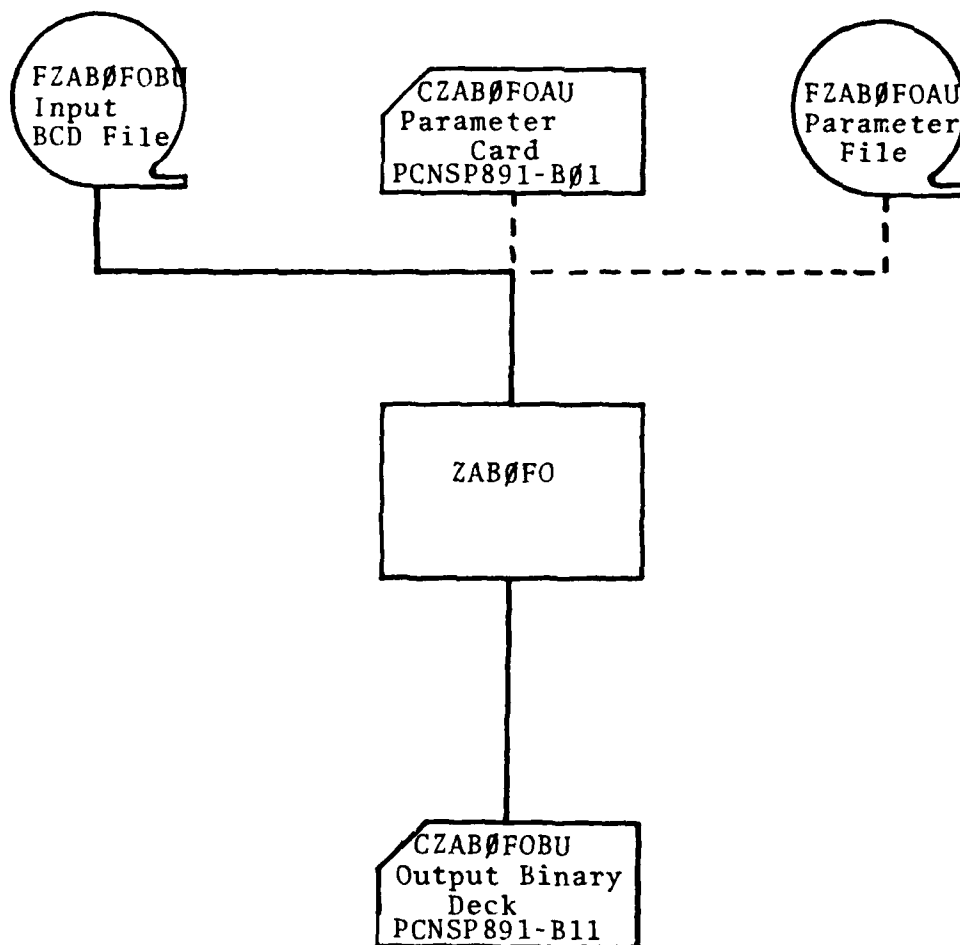 FZABØFOBU
Input
BCD File
CZABØFOAU
Parameter
Card
PCNSP891-BØ1
FZABØFOAU
Parameter
File
ZABØFO
CZABØFOBU
Output Binary
Deck
PCNSP891-B11